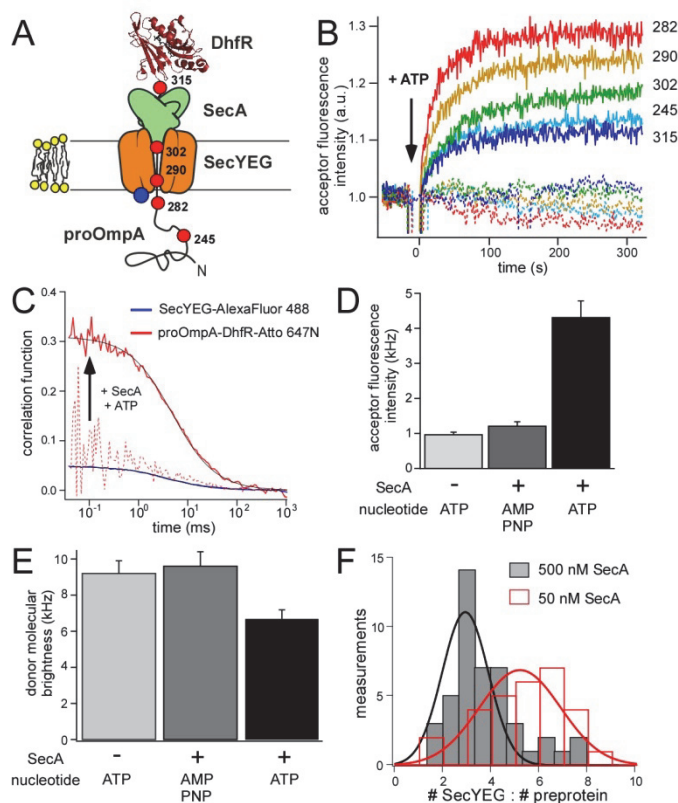 A
DhfR
315
SecA
302
SecYEG
290
282
proOmpA
245
N
B
acceptor fluorescence
intensity (a.u.)
1.3
1.2
1.1
1.0
+ ATP
282
290
302
245
315
0
100
200
300
time (s)
C
correlation function
0.4
0.3
0.2
0.1
0.0
SecYEG-AlexaFluor 488
proOmpA-DhfR-Atto 647N
+ SecA
+ ATP
10-1
100
101
102
103
time (ms)
D
acceptor fluorescence
intensity (kHz)
5
4
3
2
1
0
SecA
-
+
+
nucleotide
ATP
AMP
PNP
ATP
E
donor molecular
brightness (kHz)
10
8
6
4
2
0
SecA
-
+
+
nucleotide
ATP
AMP
PNP
ATP
F
measurements
15
10
5
0
500 nM SecA
50 nM SecA
0
2
4
6
8
10
# SecYEG : # preprotein